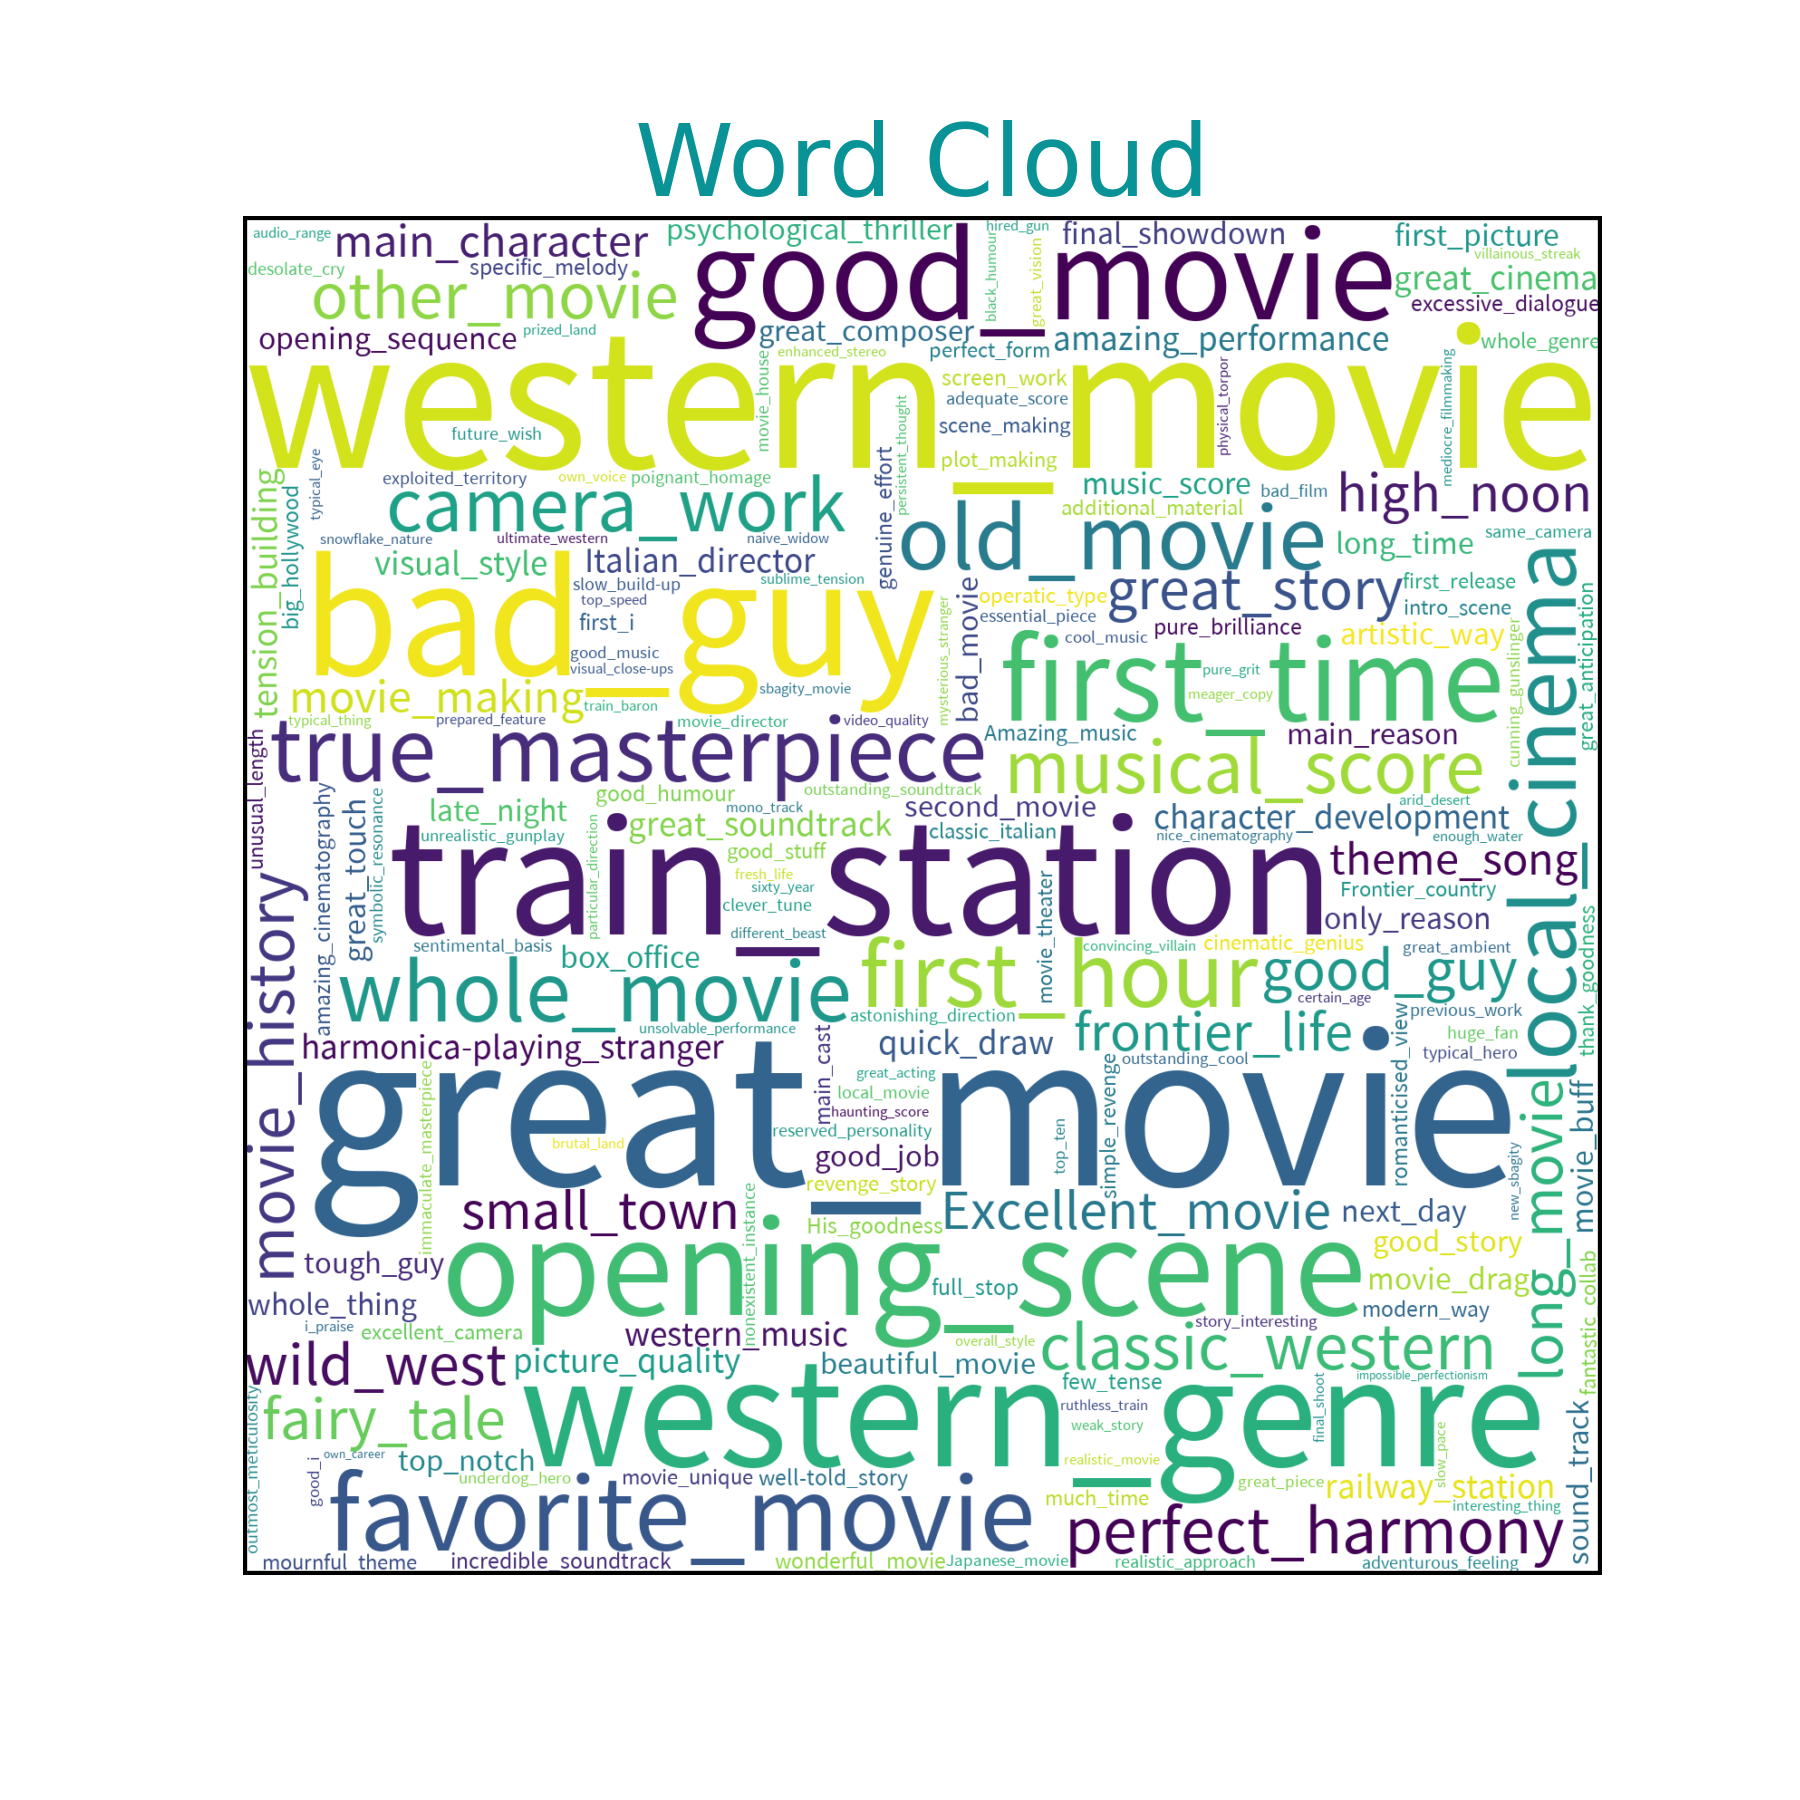 Word Cloud
audio_range
main_character
psychological_thriller
hired_gun
final_showdown
first_picture
villainous_streak
desolate_cry
specific_melody
good_movie
black_humour
great_vision
great_cinema
other_movie
excessive_dialogue
opening_sequence
prized_land
great_composer
amazing_performance
whole_genre
western_movie
movie_house
enhanced_stereo
perfect_form
screen_work
adequate_score
scene_making
plot_making
physical_torpor
mediocre_filmmaking
future_wish
persistent_thought
genuine_effort
typical_eye
exploited_territory
own_voice
poignant_homage
music_score
bad_film
high_noon
camera_work
additional_material
tension_building
big_hollywood
old_movie
same_camera
snowflake_nature
ultimate_western
naive_widow
long_time
visual_style
Italian_director
slow_build-up
sublime_tension
bad_guy
top_speed
first_i
great_story
first_release
operatic_type
essential_piece
intro_scene
mysterious_stranger
bad_movie
cool_music
pure_brilliance
artistic_way
good_music
visual_close-ups
first_time
pure_grit
meager_copy
cunning_gunslinger
great_anticipation
local_cinema
movie_making
train_baron
sbagity_movie
typical_thing
prepared_feature
movie_director
video_quality
Amazing_music
main_reason
unusual_length
true_masterpiece
musical_score
amazing_cinematography
great_touch
symbolic_resonance
late_night
good_humour
outstanding_soundtrack
mono_track
second_movie
character_development
arid_desert
unrealistic_gunplay
great_soundtrack
classic_italian
nice_cinematography
enough_water
particular_direction
train_station
good_stuff
fresh_life
sixty_year
clever_tune
different_beast
theme_song
Frontier_country
only_reason
movie_history
sentimental_basis
box_office
movie_theater
convincing_villain
cinematic_genius
great_ambient
whole_movie
first_hour
good_guy
certain_age
thank_goodness
unsolvable_performance
astonishing_direction
frontier_life
previous_work
huge_fan
typical_hero
romanticised_view
harmonica-playing_stranger
main_cast
quick_draw
outstanding_cool
simple_revenge
great_movie
immaculate_masterpiece
great_acting
local_movie
haunting_score
reserved_personality
brutal_land
top_ten
good_job
revenge_story
new_sbagity
long_movie
movie_buff
small_town
nonexistent_instance
His_goodness
Excellent_movie
next_day
tough_guy
opening_scene
good_story
full_stop
movie_drag
whole_thing
modern_way
i_praise
excellent_camera
western_music
overall_style
story_interesting
fantastic_collab
wild_west
picture_quality
beautiful_movie
classic_western
few_tense
impossible_perfectionism
outmost_meticulosity
fairy_tale
western_genre
ruthless_train
weak_story
final_shoot
slow_pace
sound_track
own_career
top_notch
good_i
underdog_hero
movie_unique
well-told_story
realistic_movie
great_piece
railway_station
favorite_movie
much_time
interesting_thing
perfect_harmony
mournful_theme
incredible_soundtrack
wonderful_movie
Japanese_movie
realistic_approach
adventurous_feeling